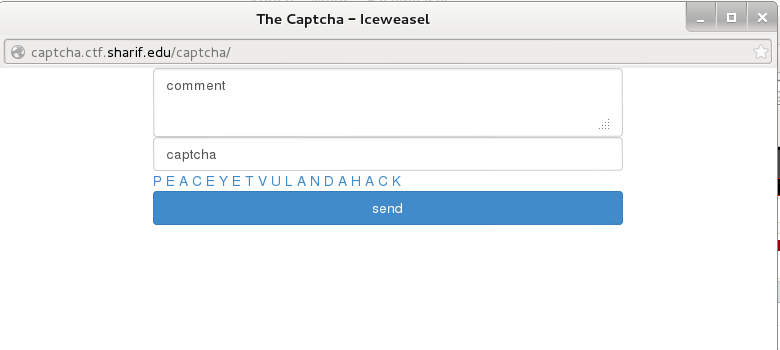 The Captcha - Iceweasel
captcha.ctf.sharif.edu/captcha/
comment
captcha
P E A C E Y E T V U L A N D A H A C K
send